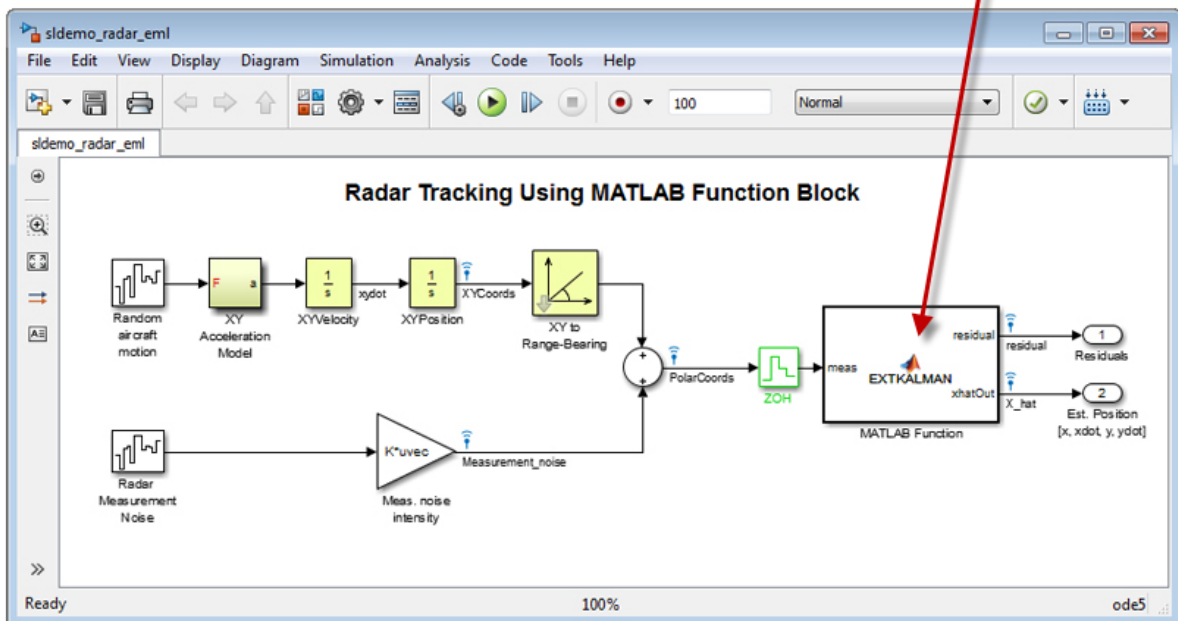 sldemo_radar_eml
File Edit View Display Diagram Simulation Analysis Code Tools Help
100
Normal
sldemo_radar_eml
Radar Tracking Using MATLAB Function Block
Random
aircraft
motion
F a
XY
Acceleration
Model
1
s
XYVelocity
xydot
1
s
XYPosition
XYCoords
XY to
Range-Bearing
+
+
PolarCoords
ZOH
meas
EXTKALMAN
residual
xhatOut
MATLAB Function
residual
X_hat
1
Residuals
2
Est. Position
[x, xdot, y, ydot]
Radar
Measurement
Noise
K*uvec
Meas. noise
intensity
Measurement_noise
Ready
100%
ode5